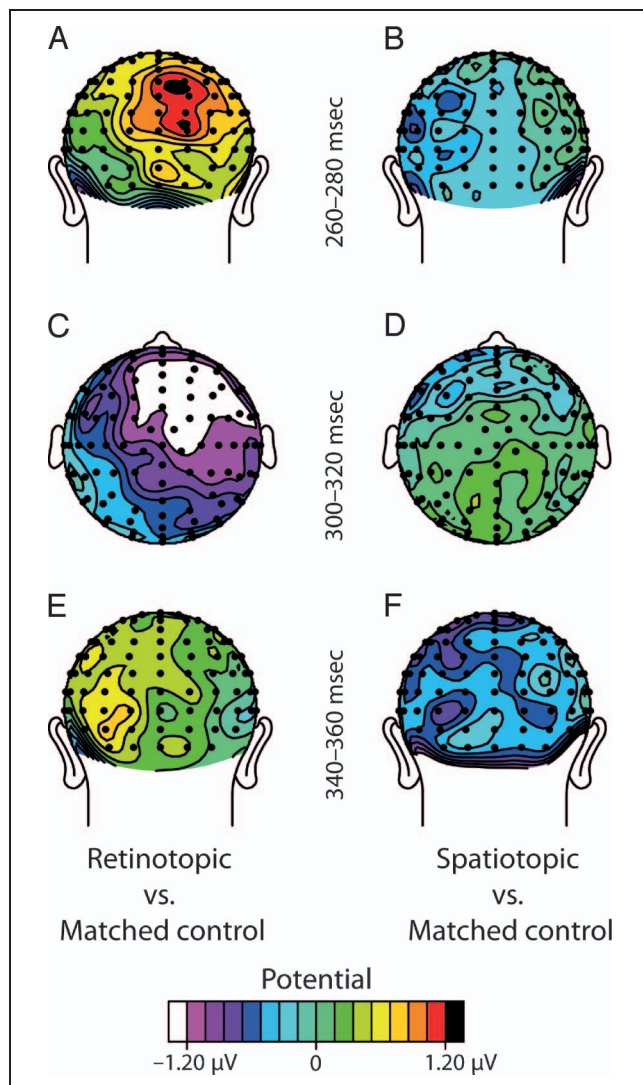 A
B
260–280 msec
C
D
300–320 msec
E
F
340–360 msec
Retinotopic
vs.
Matched control
Spatiotopic
vs.
Matched control
Potential
−1.20 μV
0
1.20 μV